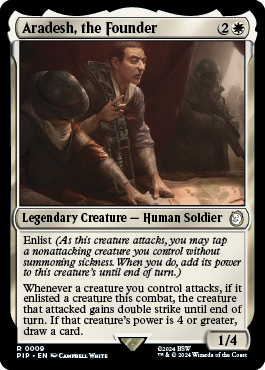 Aradesh, the Founder 2
Legendary Creature — Human Soldier
Enlist (As this creature attacks, you may tap
a nonattacking creature you control without
summoning sickness. When you do, add its power
to this creature's until end of turn.)
Whenever a creature you control attacks, if it
enlisted a creature this combat, the creature
that attacked gains double strike until end of
turn. If that creature's power is 4 or greater,
draw a card.
1/4
R 0009
PIP • EN Campbell White
©2024 BSW
™ & © 2024 Wizards of the Coast